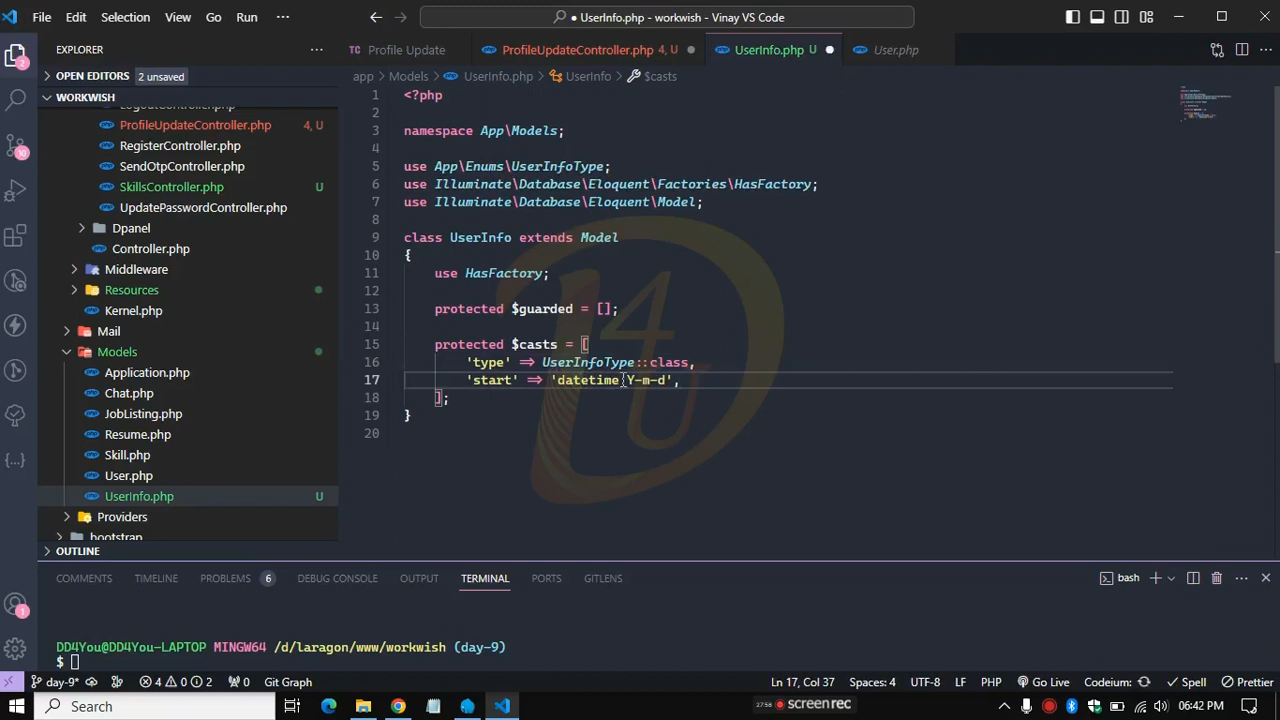 File Edit Selection View Go Run ··· UserInfo.php - workwish - Vinay VS Code
EXPLORER ···
Profile Update
ProfileUpdateController.php 4, U
UserInfo.php U
User.php
OPEN EDITORS 2 unsaved
WORKWISH
LogoutController.php
ProfileUpdateController.php 4, U
RegisterController.php
SendOtpController.php
SkillsController.php U
UpdatePasswordController.php
Dpanel
Controller.php
Middleware
Resources
Kernel.php
Mail
Models
Application.php
Chat.php
JobListing.php
Resume.php
Skill.php
User.php
UserInfo.php U
Providers
bootstrap
OUTLINE
app > Models > UserInfo.php > UserInfo > $casts
1 <?php
2
3 namespace App\Models;
4
5 use App\Enums\UserInfoType;
6 use Illuminate\Database\Eloquent\Factories\HasFactory;
7 use Illuminate\Database\Eloquent\Model;
8
9 class UserInfo extends Model
10 {
11 use HasFactory;
12
13 protected $guarded = [];
14
15 protected $casts = [
16 'type' => UserInfoType::class,
17 'start' => 'datetime:Y-m-d',
18 ];
19 }
20
D4U
COMMENTS TIMELINE PROBLEMS 6 DEBUG CONSOLE OUTPUT TERMINAL PORTS GITLENS
bash
DD4You@DD4You-LAPTOP MINGW64 /d/laragon/www/workwish (day-9)
$
day-9* 4 0 2 0 Git Graph Ln 17, Col 37 Spaces: 4 UTF-8 LF PHP Go Live Codeium: Spell Prettier
Search 27:58 screenrec 06:42 PM
2
10
1